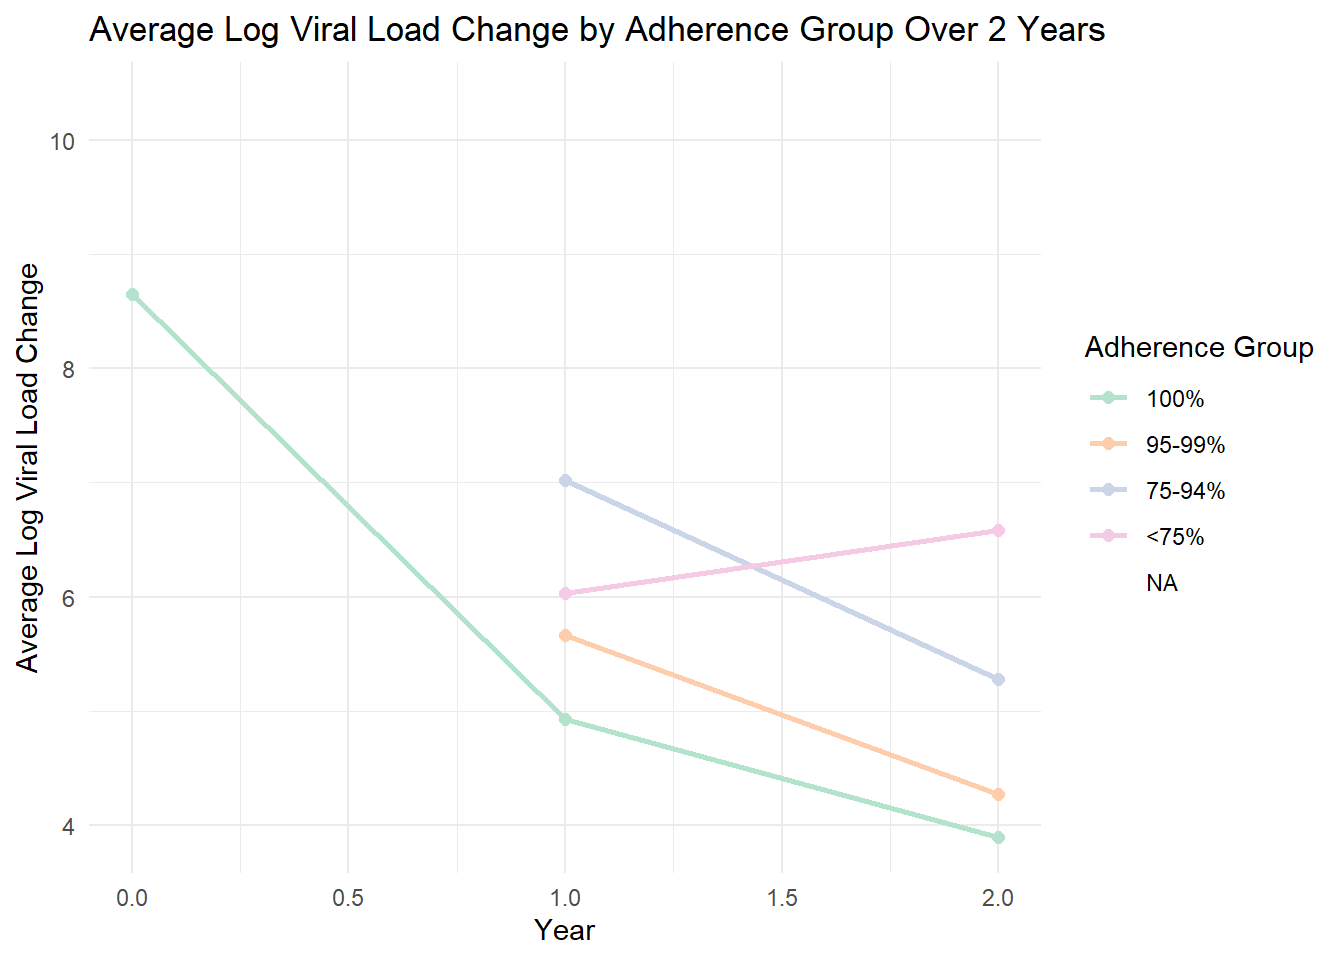 Average Log Viral Load Change by Adherence Group Over 2 Years
Average Log Viral Load Change
10
8
6
4
0.0
0.5
1.0
1.5
2.0
Year
Adherence Group
100%
95-99%
75-94%
<75%
NA